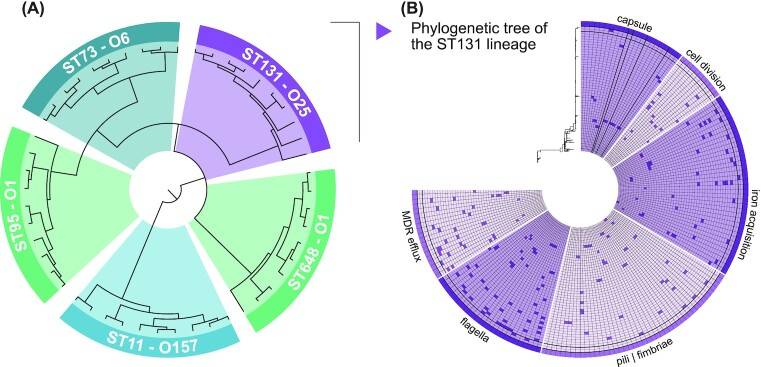 (A)
ST73 - O6
ST131 - O25
ST95 - O1
ST648 - O1
ST11 - O157
(B)
Phylogenetic tree of
the ST131 lineage
capsule
cell division
iron acquisition
pili | fimbriae
flagella
MDR efflux